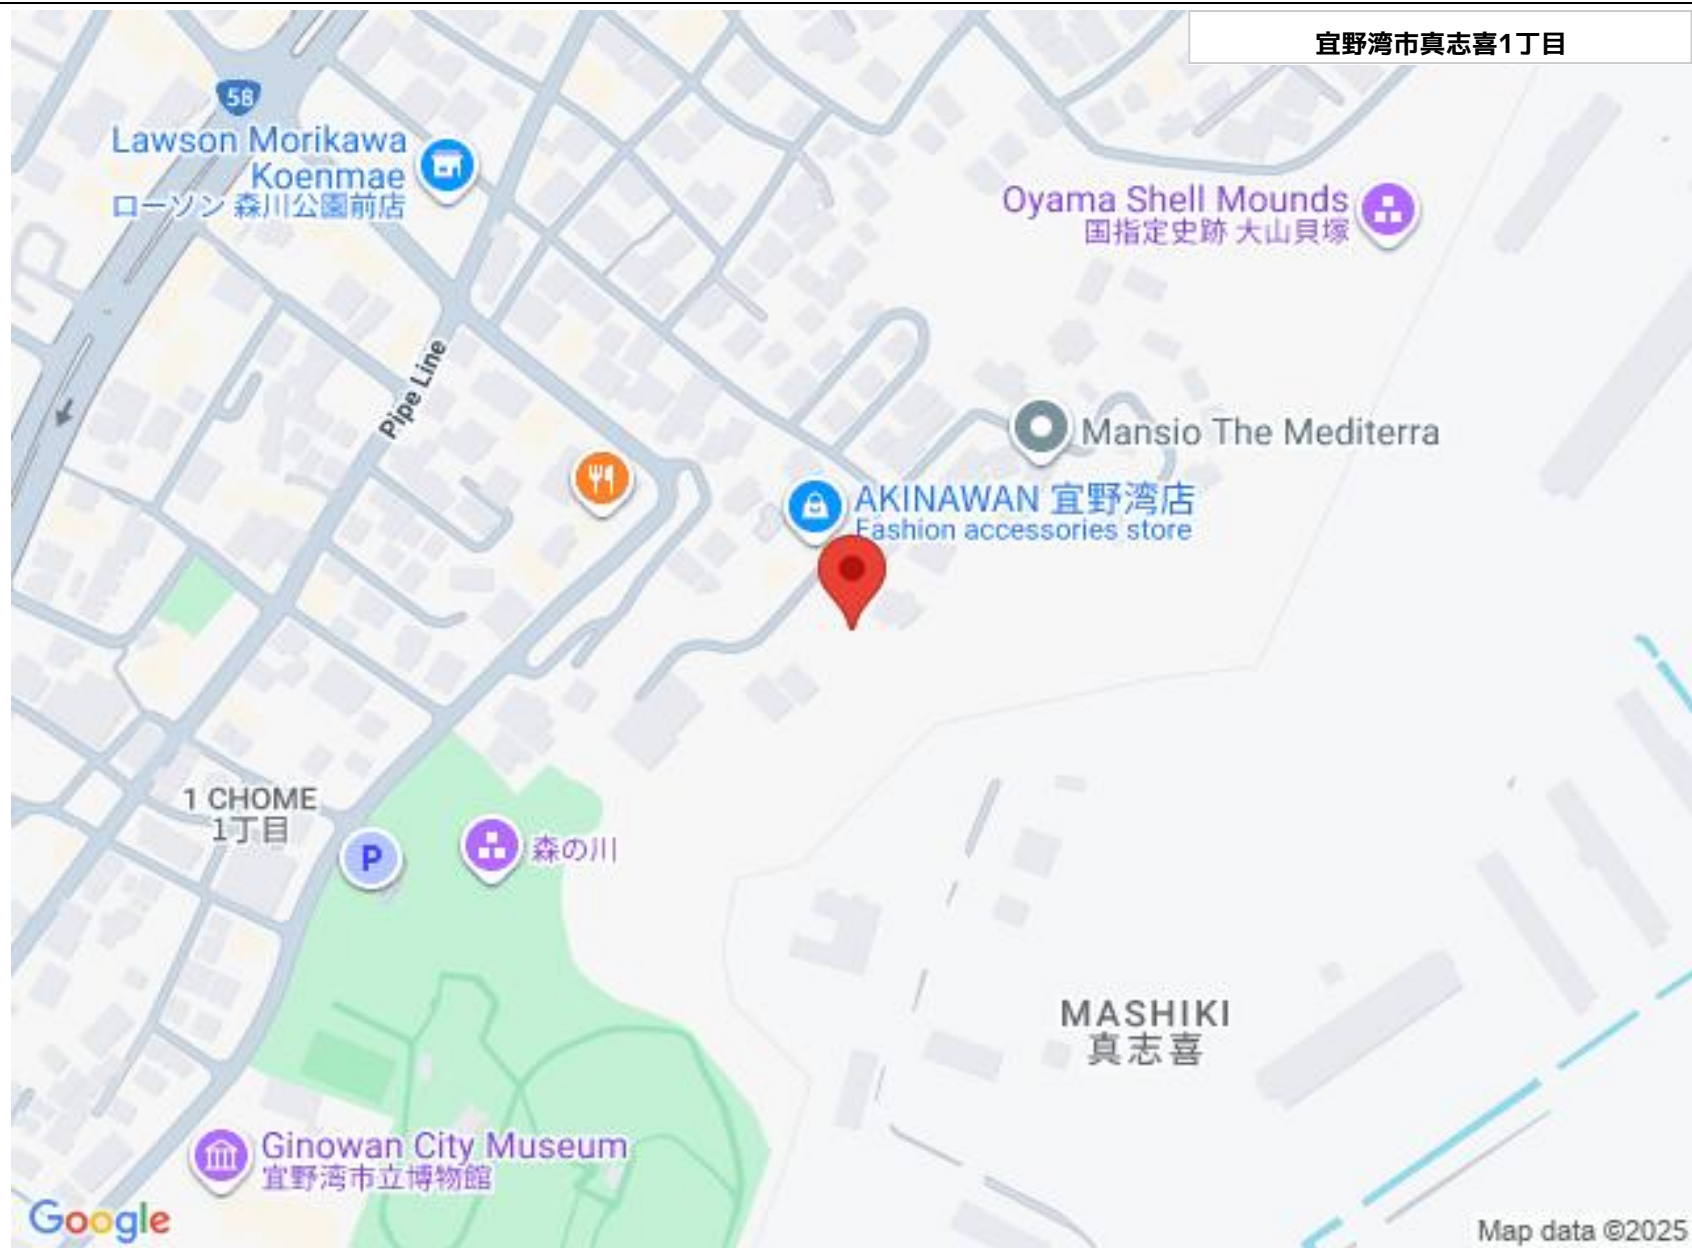 宜野湾市真志喜1丁目
58
Lawson Morikawa
Koenmae
ローソン 森川公園前店
Oyama Shell Mounds
国指定史跡 大山貝塚
Pipe Line
Mansio The Mediterra
AKINAWAN 宜野湾店
Fashion accessories store
1 CHOME
1丁目
P
森の川
MASHIKI
真志喜
Ginowan City Museum
宜野湾市立博物館
Google
Map data ©2025